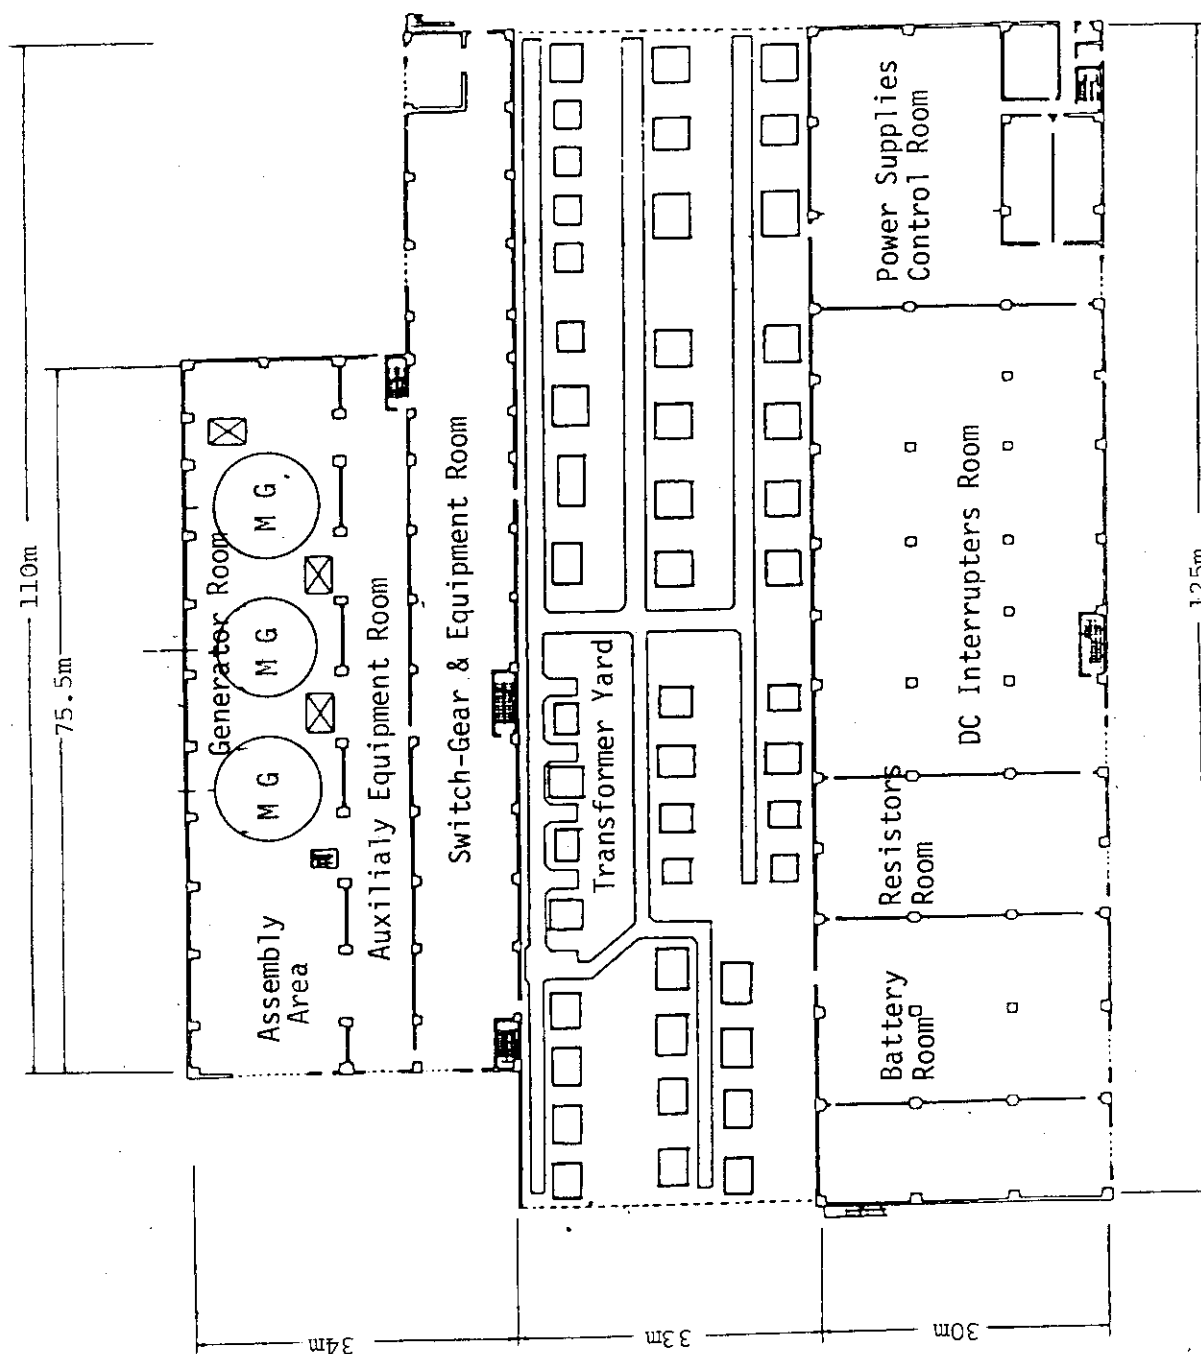 110m
75.5m
Generator Room
M G
M G
M G
Assembly
Area
Auxilialy Equipment Room
Switch-Gear & Equipment Room
Transformer Yard
Power Supplies
Control Room
DC Interrupters Room
Resistors
Room
Battery
Room
34m
33m
30m
125m